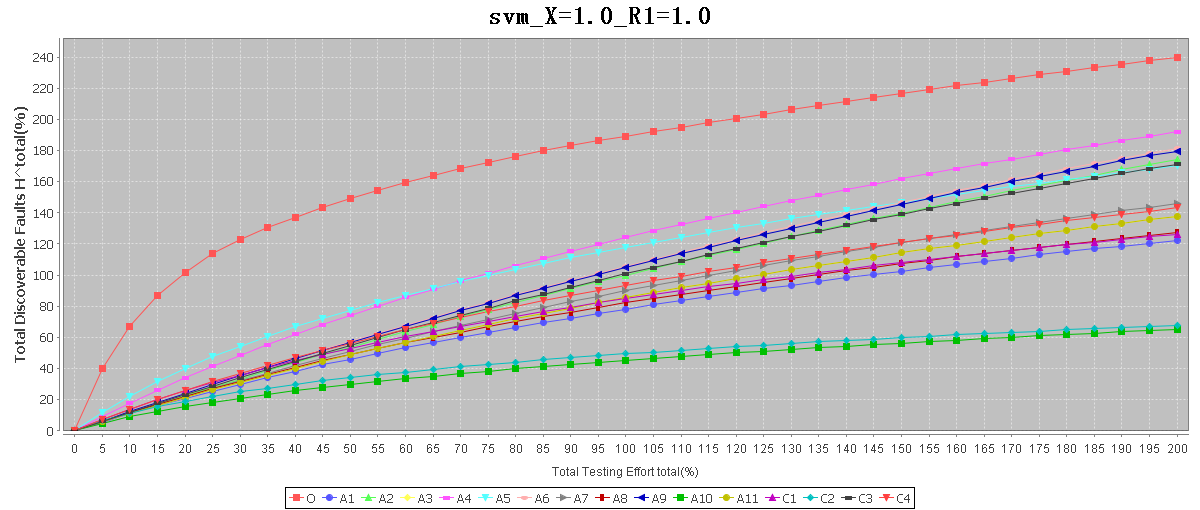 svm_X=1.0_R1=1.0
Total Discoverable Faults H^total(%)
240
220
200
180
160
140
120
100
80
60
40
20
0
0 5 10 15 20 25 30 35 40 45 50 55 60 65 70 75 80 85 90 95 100 105 110 115 120 125 130 135 140 145 150 155 160 165 170 175 180 185 190 195 200
Total Testing Effort total(%)
O A1 A2 A3 A4 A5 A6 A7 A8 A9 A10 A11 C1 C2 C3 C4